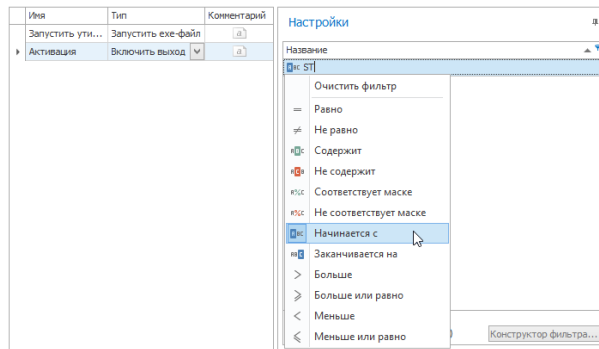 Имя Тип Комментарий
Запустить ути... Запустить exe-файл
Активация Включить выход
Настройки
Название
ST
Очистить фильтр
= Равно
≠ Не равно
Содержит
Не содержит
Соответствует маске
Не соответствует маске
Начинается с
Заканчивается на
> Больше
⩾ Больше или равно
< Меньше
⩽ Меньше или равно
Конструктор фильтра...